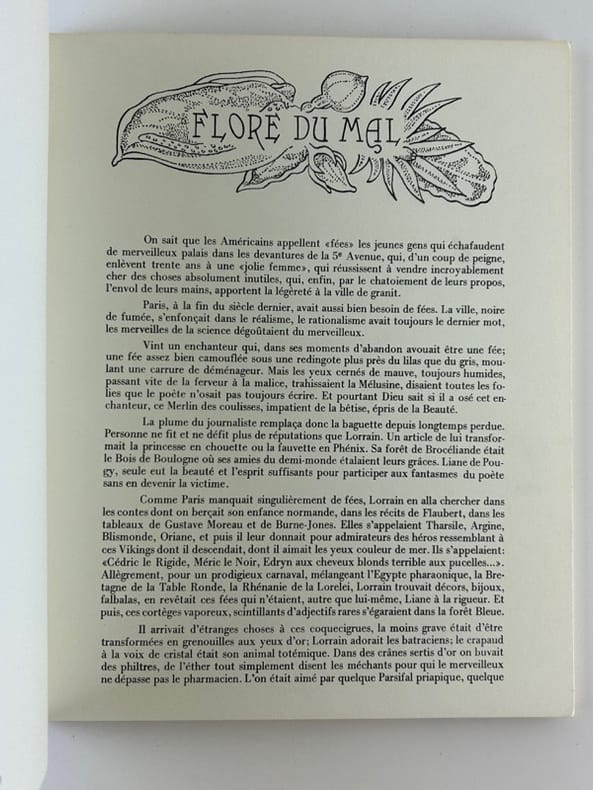 FLORE DU MAL
On sait que les Américains appellent «fées» les jeunes gens qui échafaudent
de merveilleux palais dans les devantures de la 5e Avenue, qui, d'un coup de peigne,
enlèvent trente ans à une «jolie femme», qui réussissent à vendre incroyablement
cher des choses absolument inutiles, qui, enfin, par le chatoiement de leurs propos,
l'envol de leurs mains, apportent la légèreté à la ville de granit.
Paris, à la fin du siècle dernier, avait aussi bien besoin de fées. La ville, noire
de fumée, s'enfonçait dans le réalisme, le rationalisme avait toujours le dernier mot,
les merveilles de la science dégoûtaient du merveilleux.
Vint un enchanteur qui, dans ses moments d'abandon avouait être une fée;
une fée assez bien camouflée sous une redingote plus près du lilas que du gris, mou-
lant une carrure de déménageur. Mais les yeux cernés de mauve, toujours humides,
passant vite de la ferveur à la malice, trahissaient la Mélusine, disaient toutes les fo-
lies que le poète n'osait pas toujours écrire. Et pourtant Dieu sait si il a osé cet en-
chanteur, ce Merlin des coulisses, impatient de la bêtise, épris de la Beauté.
La plume du journaliste remplaça donc la baguette depuis longtemps perdue.
Personne ne fit et ne défit plus de réputations que Lorrain. Un article de lui transfor-
mait la princesse en chouette ou la fauvette en Phénix. Sa forêt de Brocéliande était
le Bois de Boulogne où ses amies du demi-monde étalaient leurs grâces. Liane de Pou-
gy, seule eut la beauté et l'esprit suffisants pour participer aux fantasmes du poète
sans en devenir la victime.
Comme Paris manquait singulièrement de fées, Lorrain en alla chercher dans
les contes dont on berçait son enfance normande, dans les récits de Flaubert, dans les
tableaux de Gustave Moreau et de Burne-Jones. Elles s'appelaient Tharsile, Argine,
Blismonde, Oriane, et puis il leur donnait pour admirateurs des héros ressemblant à
ces Vikings dont il descendait, dont il aimait les yeux couleur de mer. Ils s'appelaient:
«Cédric le Rigide, Méric le Noir, Edryn aux cheveux blonds terrible aux pucelles...».
Allègrement, pour un prodigieux carnaval, mélangeant l'Egypte pharaonique, la Bre-
tagne de la Table Ronde, la Rhénanie de la Lorelei, Lorrain trouvait décors, bijoux,
falbalas, en revêtait ces fées qui n'étaient, autre que lui-même, Liane à la rigueur. Et
puis, ces cortèges vaporeux, scintillants d'adjectifs rares s'égaraient dans la forêt Bleue.
Il arrivait d'étranges choses à ces coquecigrues, la moins grave était d'être
transformées en grenouilles aux yeux d'or; Lorrain adorait les batraciens; le crapaud
à la voix de cristal était son animal totémique. Dans des crânes sertis d'or on buvait
des philtres, de l'éther tout simplement disent les méchants pour qui le merveilleux
ne dépasse pas le pharmacien. L'on était aimé par quelque Parsifal priapique, quelque